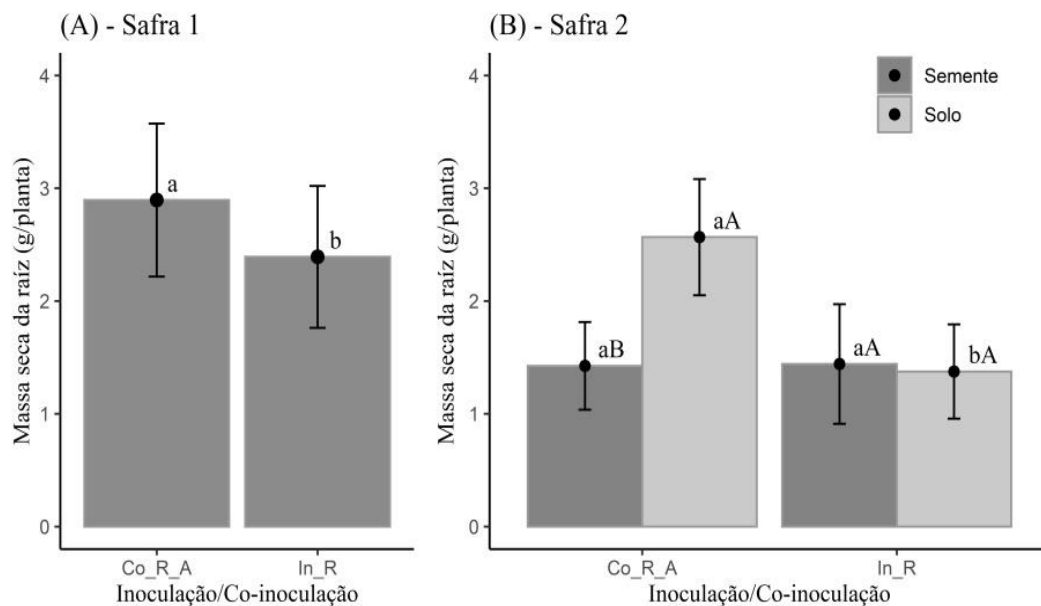 (A) - Safra 1
Massa seca da raíz (g/planta)
4
3
2
1
0
a
b
Co_R_A
In_R
Inoculação/Co-inoculação
(B) - Safra 2
Semente
Solo
Massa seca da raíz (g/planta)
4
3
2
1
0
aB
aA
aA
bA
Co_R_A
In_R
Inoculação/Co-inoculação